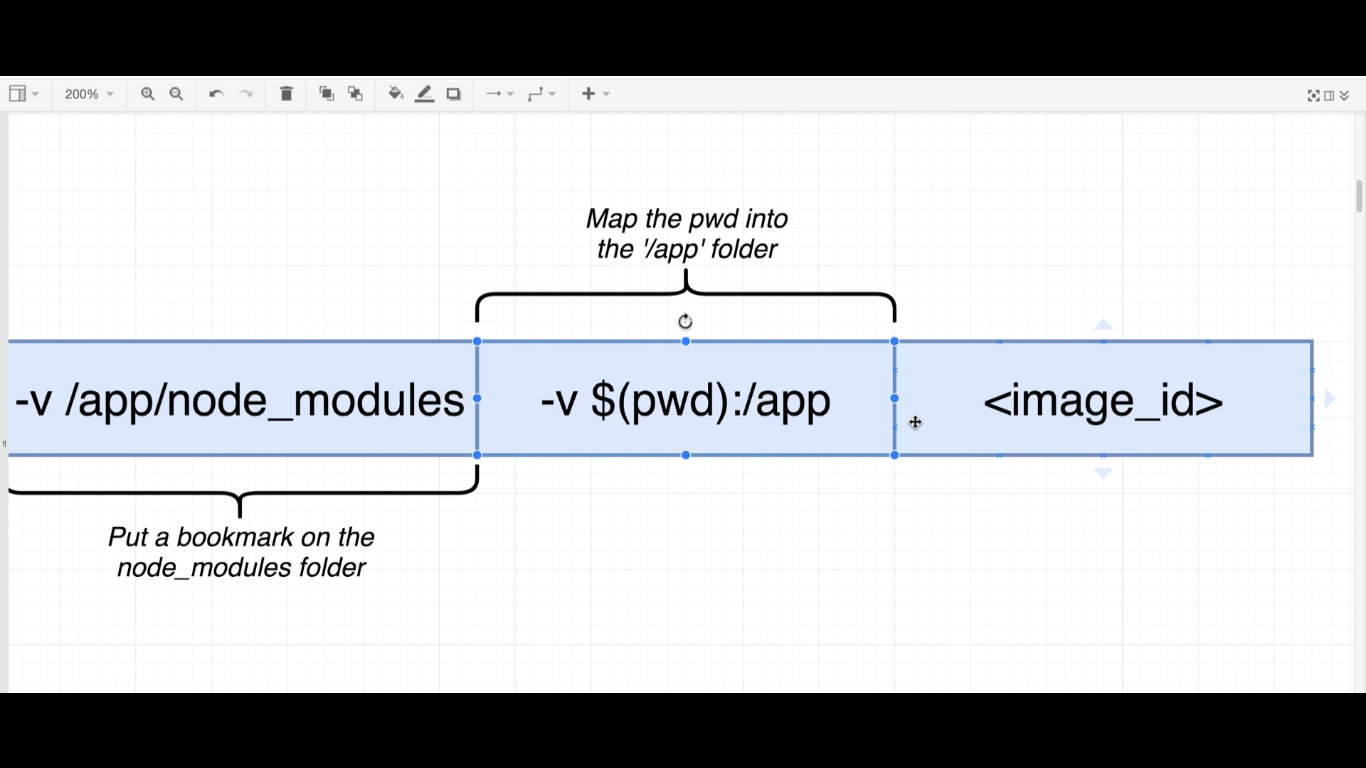 200%
Map the pwd into
the '/app' folder
-v /app/node_modules
-v $(pwd):/app
<image_id>
Put a bookmark on the
node_modules folder